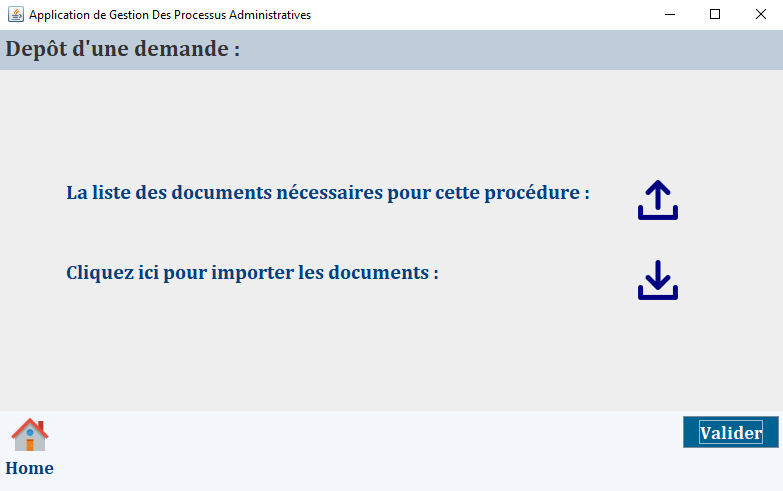 Application de Gestion Des Processus Administratives
Depôt d'une demande :
La liste des documents nécessaires pour cette procédure :
Cliquez ici pour importer les documents :
Valider
Home